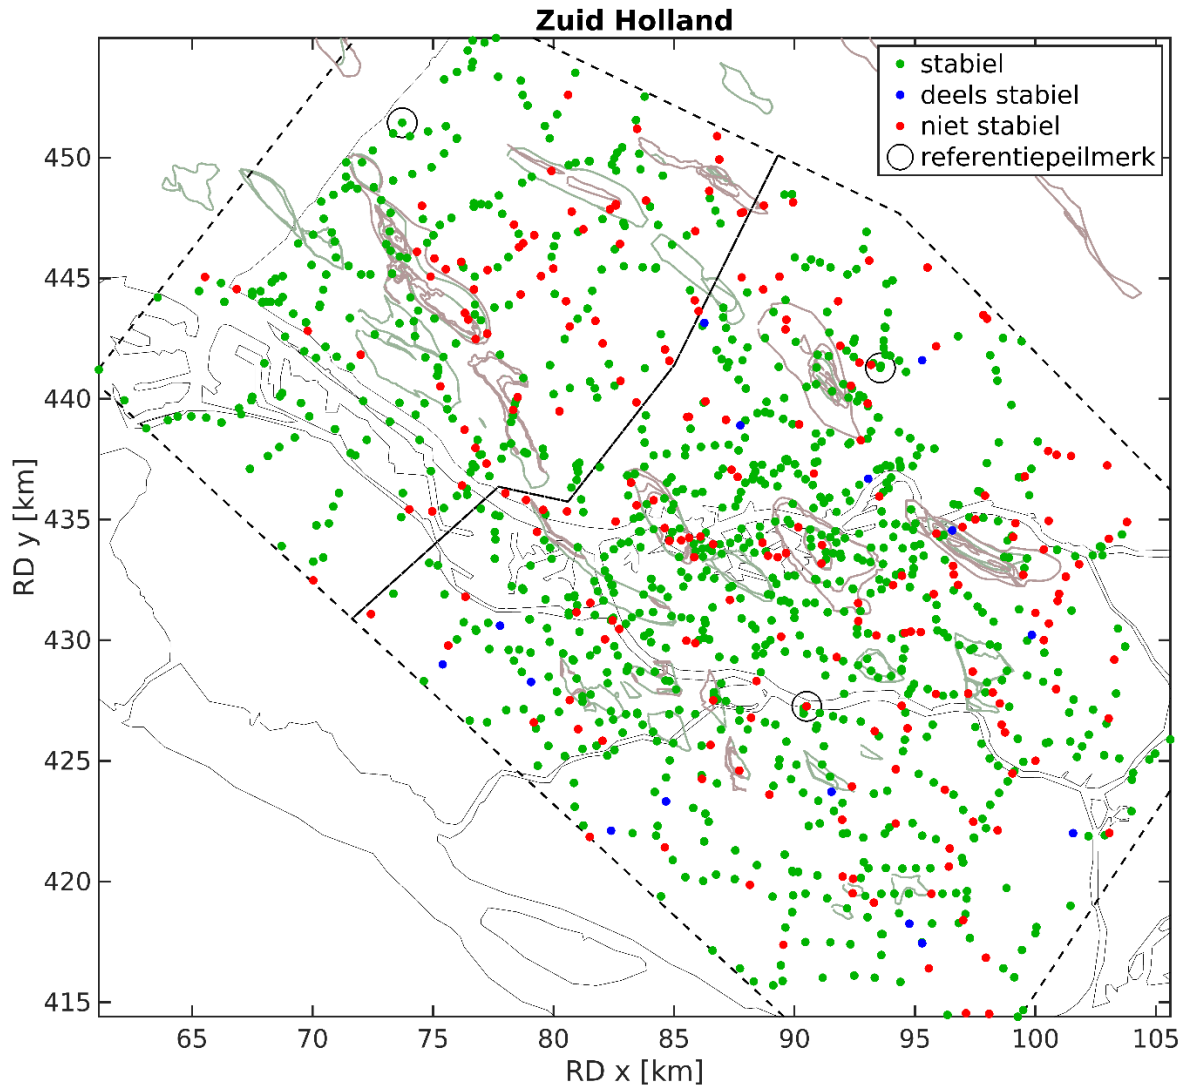 Zuid Holland
stabiel
deels stabiel
niet stabiel
referentiepeilmerk
450
445
440
435
430
425
420
415
RD y [km]
65
70
75
80
85
90
95
100
105
RD x [km]